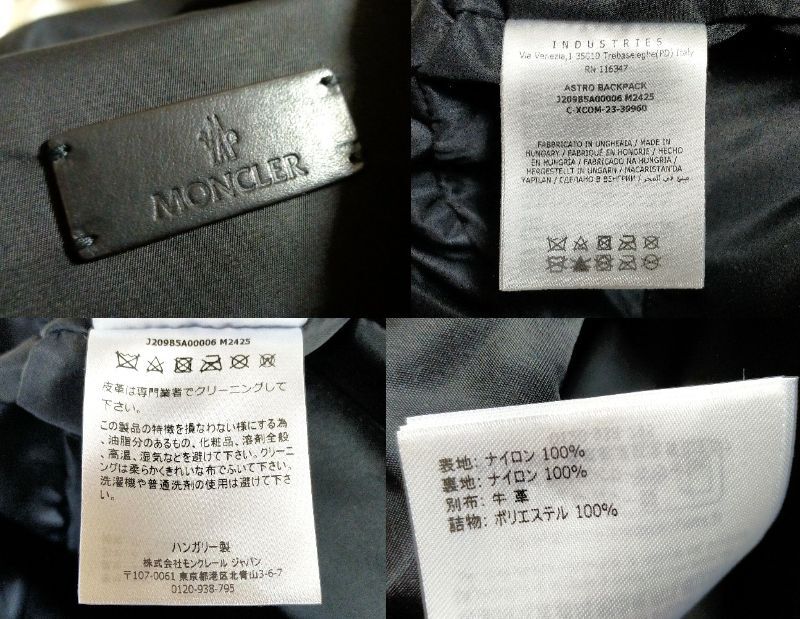 MONCLER
INDUSTRIES
Via Venezia,1 35010 Trebaseleghe(PD) Italy
RN 116347
ASTRO BACKPACK
J209B5A00006 M2425
C-XCOM-23-39960
FABBRICATO IN UNGHERIA / MADE IN
HUNGARY / FABRIQUÉ EN HONGRIE / HECHO
EN HUNGRÍA / FABRICADO NA HUNGRIA /
HERGESTELLT IN UNGARN / MACARISTAN'DA
YAPILAN / СДЕЛАНО В ВЕНГРИИ / صنع في المجر
J209B5A00006 M2425
皮革は専門業者でクリーニングして
下さい。
この製品の特徴を損なわない様にする為
、油脂分のあるもの、化粧品、溶剤全般
、高温、湿気などを避けて下さい。クリーニ
ングは柔らかくきれいな布でふいて下さい。
洗濯機や普通洗剤の使用は避けて下さ
い。
ハンガリー製
株式会社モンクレール ジャパン
〒107-0061 東京都港区北青山3-6-7
0120-938-795
表地: ナイロン 100%
裏地: ナイロン 100%
別布: 牛 革
詰物: ポリエステル 100%